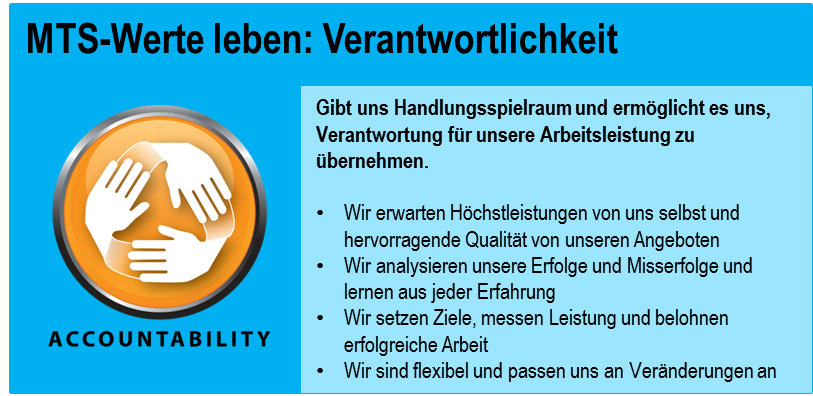 MTS-Werte leben: Verantwortlichkeit
Gibt uns Handlungsspielraum und ermöglicht es uns,
Verantwortung für unsere Arbeitsleistung zu
übernehmen.
• Wir erwarten Höchstleistungen von uns selbst und
hervorragende Qualität von unseren Angeboten
• Wir analysieren unsere Erfolge und Misserfolge und
lernen aus jeder Erfahrung
• Wir setzen Ziele, messen Leistung und belohnen
erfolgreiche Arbeit
• Wir sind flexibel und passen uns an Veränderungen an
ACCOUNTABILITY